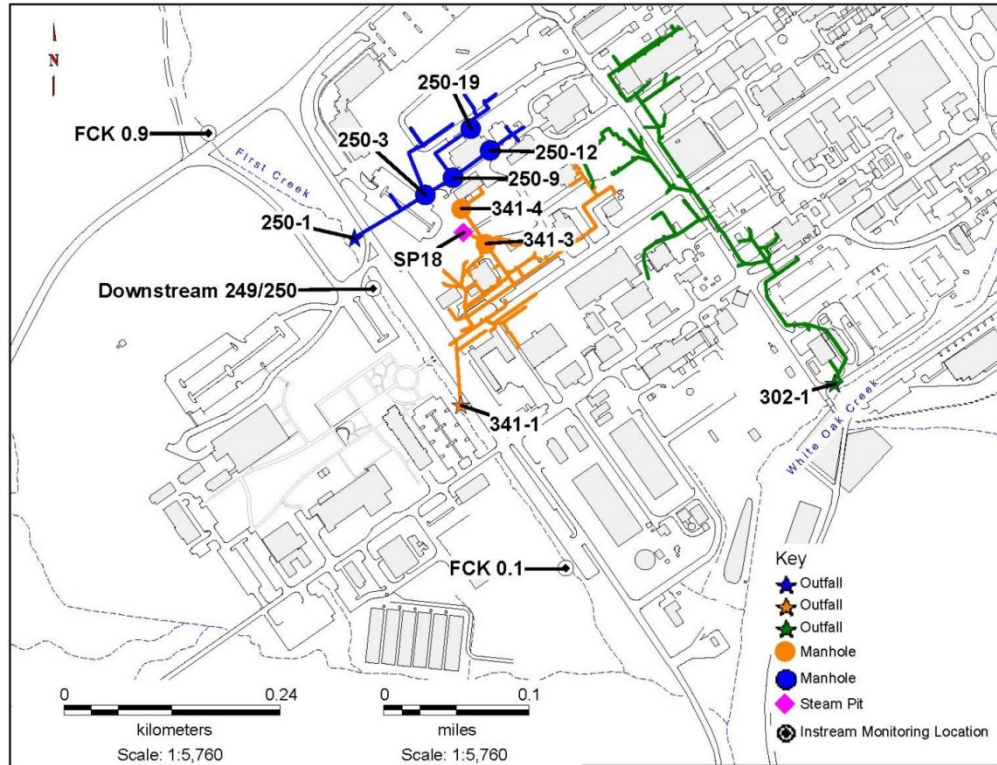 N
250-19
FCK 0.9
250-3
250-12
First Creek
250-9
341-4
250-1
341-3
SP18
Downstream 249/250
302-1
341-1
White Oak Creek
FCK 0.1
Key
Outfall
Outfall
Outfall
Manhole
Manhole
Steam Pit
Instream Monitoring Location
0 0.24
kilometers
Scale: 1:5,760
0 0.1
miles
Scale: 1:5,760